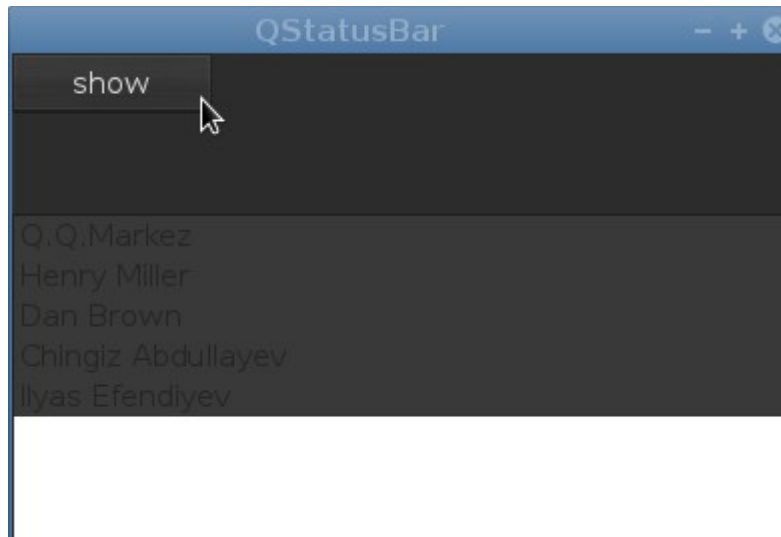 QStatusBar
show
Q.Q.Markez
Henry Miller
Dan Brown
Chingiz Abdullayev
Ilyas Efendiyev